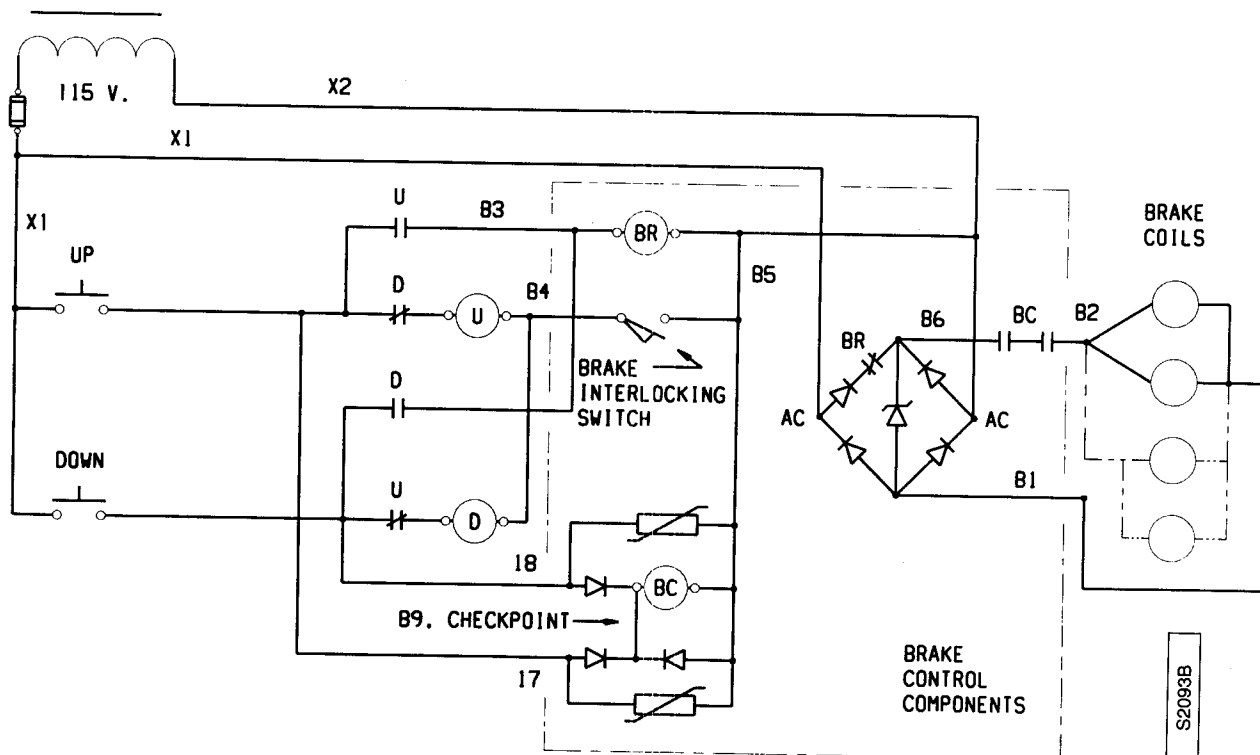 115 V.
X2
X1
X1
U
B3
BR
UP
D
B4
U
B5
BRAKE
COILS
BRAKE
INTERLOCKING
SWITCH
BR
B6
BC
B2
D
AC
AC
DOWN
U
D
B1
18
BC
B9. CHECKPOINT
17
BRAKE
CONTROL
COMPONENTS
S2093B